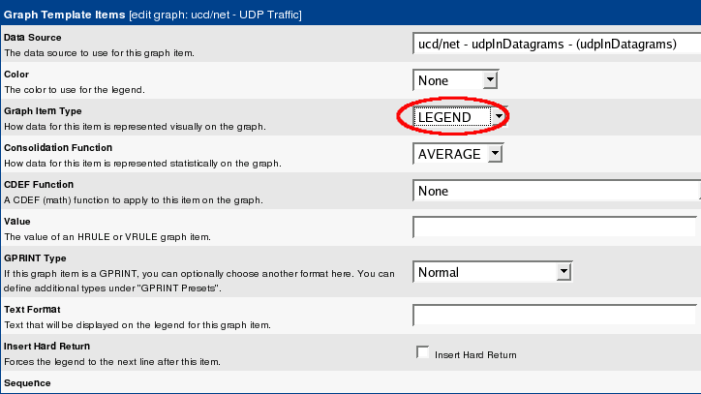 Graph Template Items [edit graph: ucd/net - UDP Traffic]
Data Source
The data source to use for this graph item.
ucd/net - udpInDatagrams - (udpInDatagrams)
Color
The color to use for the legend.
None
Graph Item Type
How data for this item is represented visually on the graph.
LEGEND
Consolidation Function
How data for this item is represented statistically on the graph.
AVERAGE
CDEF Function
A CDEF (math) function to apply to this item on the graph.
None
Value
The value of an HRULE or VRULE graph item.
GPRINT Type
If this graph item is a GPRINT, you can optionally choose another format here. You can
define additional types under "GPRINT Presets".
Normal
Text Format
Text that will be displayed on the legend for this graph item.
Insert Hard Return
Forces the legend to the next line after this item.
Insert Hard Return
Sequence